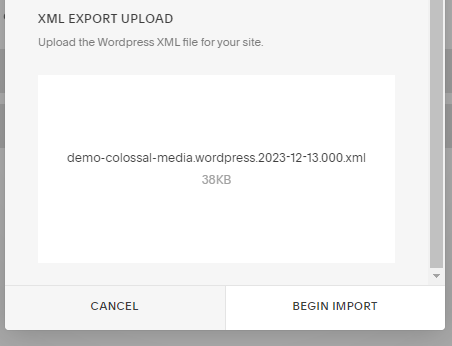 XML EXPORT UPLOAD
Upload the Wordpress XML file for your site.
demo-colossal-media.wordpress.2023-12-13.000.xml
38KB
CANCEL
BEGIN IMPORT